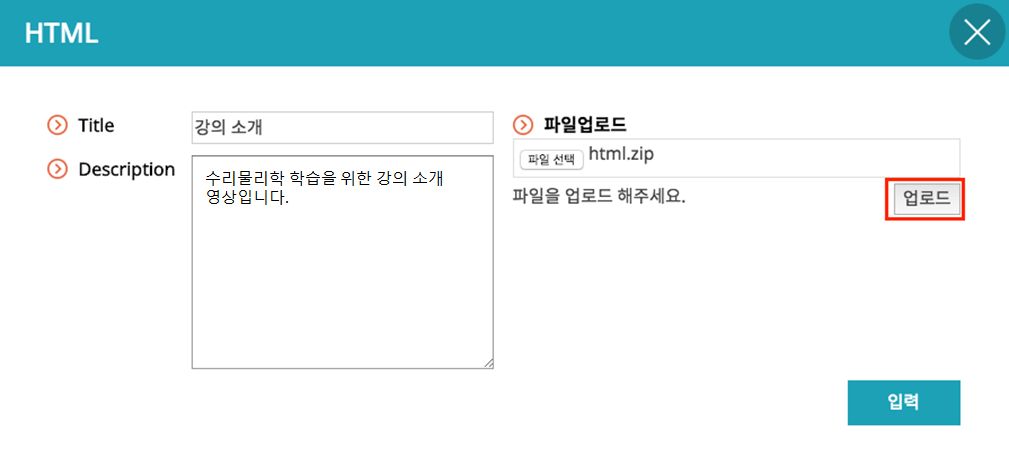 HTML
Title
강의 소개
Description
수리물리학 학습을 위한 강의 소개
영상입니다.
파일업로드
파일 선택 html.zip
파일을 업로드 해주세요.
업로드
입력